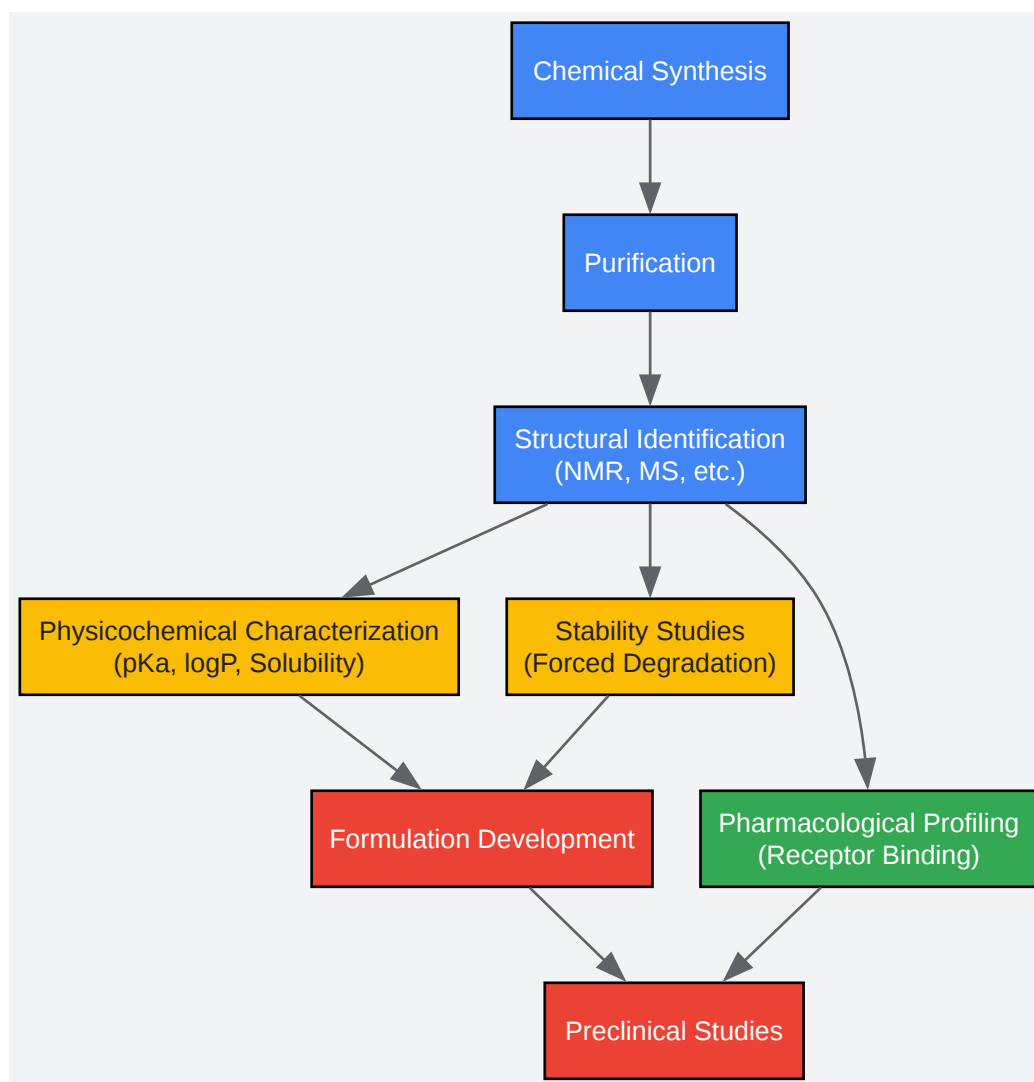 Chemical Synthesis
Purification
Structural Identification
(NMR, MS, etc.)
Physicochemical Characterization
(pKa, logP, Solubility)
Stability Studies
(Forced Degradation)
Formulation Development
Pharmacological Profiling
(Receptor Binding)
Preclinical Studies